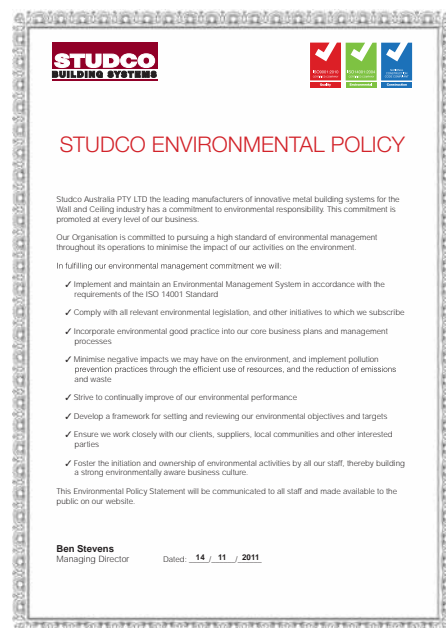 STUDCO
BUILDING SYSTEMS
Quality
Environmental
Construction
STUDCO ENVIRONMENTAL POLICY
Studco Australia PTY LTD the leading manufacturers of innovative metal building systems for the
Wall and Ceiling industry has a commitment to environmental responsibility. This commitment is
promoted at every level of our business.
Our Organisation is committed to pursuing a high standard of environmental management
throughout its operations to minimise the impact of our activities on the environment.
In fulfilling our environmental management commitment we will:
✓ Implement and maintain an Environmental Management System in accordance with the
requirements of the ISO 14001 Standard
✓ Comply with all relevant environmental legislation, and other initiatives to which we subscribe
✓ Incorporate environmental good practice into our core business plans and management
processes
✓ Minimise negative impacts we may have on the environment, and implement pollution
prevention practices through the efficient use of resources, and the reduction of emissions
and waste
✓ Strive to continually improve of our environmental performance
✓ Develop a framework for setting and reviewing our environmental objectives and targets
✓ Ensure we work closely with our clients, suppliers, local communities and other interested
parties
✓ Foster the initiation and ownership of environmental activities by all our staff, thereby building
a strong environmentally aware business culture.
This Environmental Policy Statement will be communicated to all staff and made available to the
public on our website.
Ben Stevens
Managing Director Dated: 14 / 11 / 2011